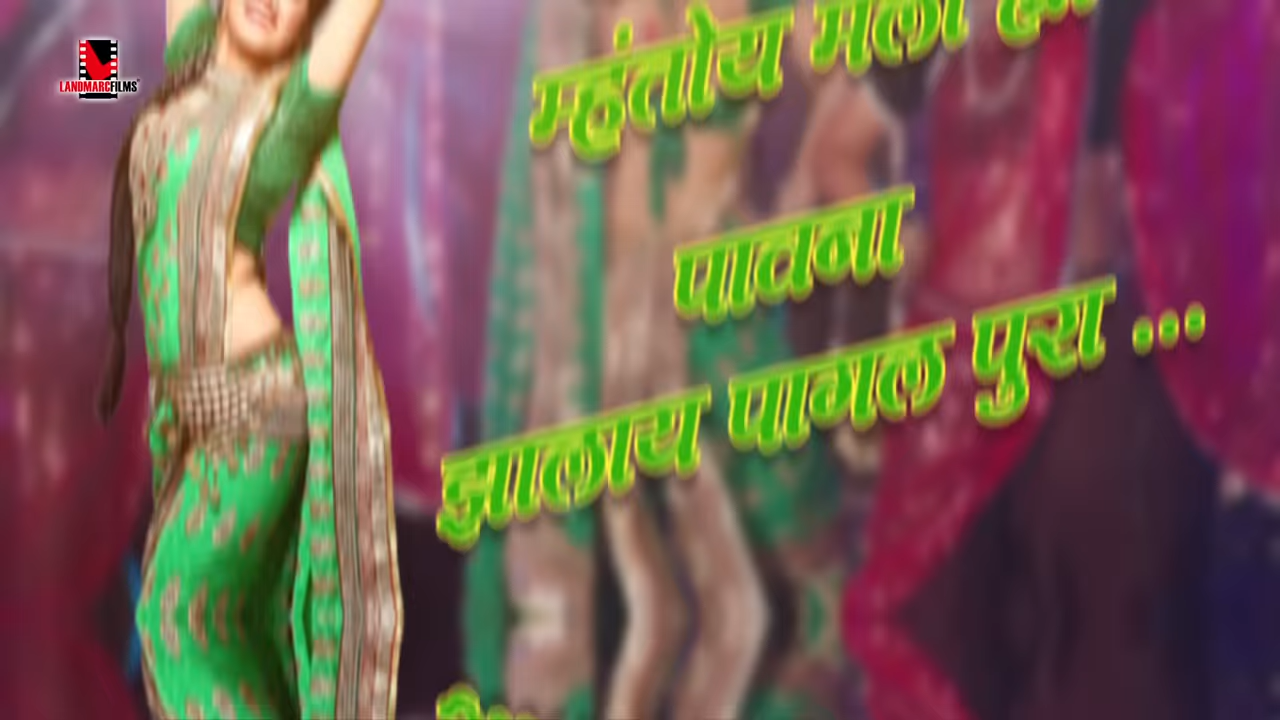 LANDMARCFILMS
म्हंतोय मला
पावना
झालाय पागल पुरा ...